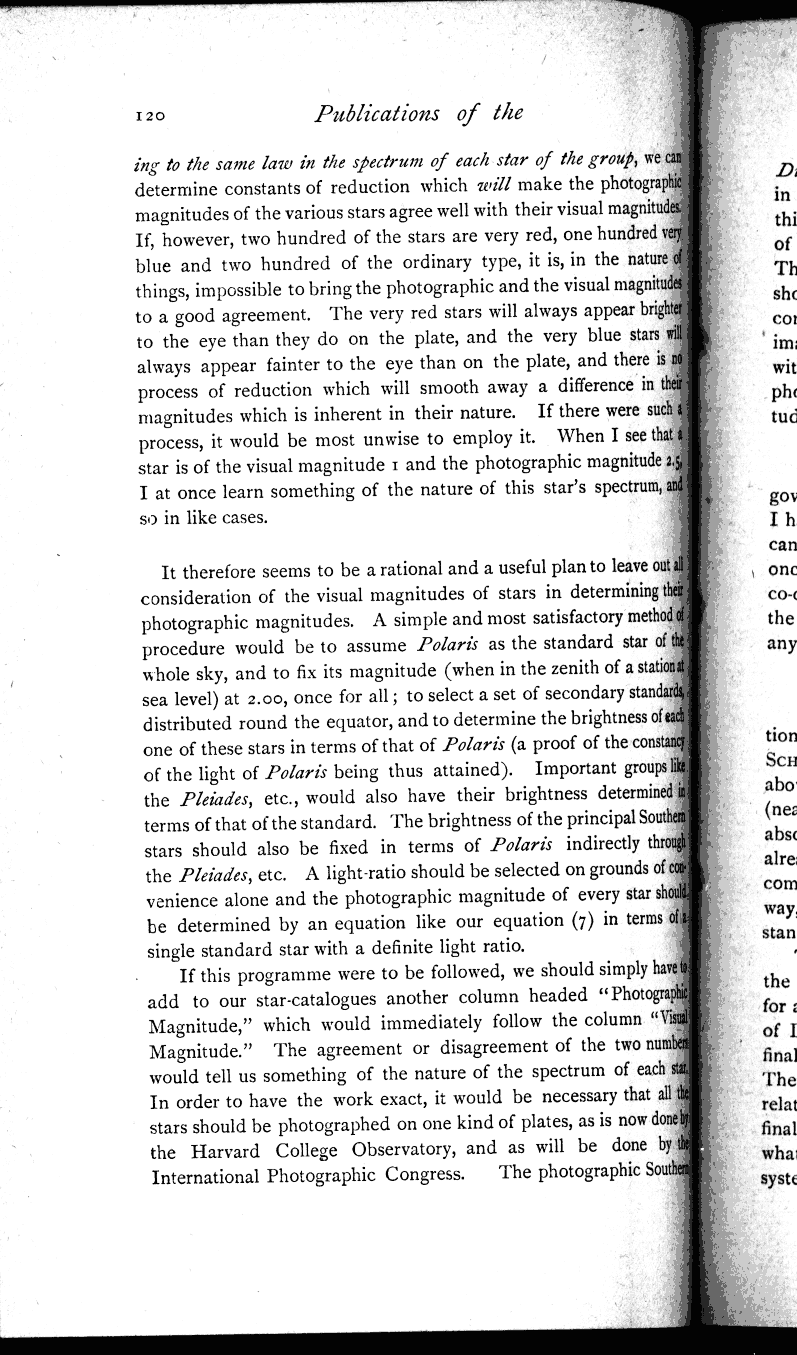 120 Publications of the
ing to the same law in the spectrum of each star of the group, we can
determine constants of reduction which will make the photographic
magnitudes of the various stars agree well with their visual magnitudes.
If, however, two hundred of the stars are very red, one hundred very
blue and two hundred of the ordinary type, it is, in the nature of
things, impossible to bring the photographic and the visual magnitudes
to a good agreement. The very red stars will always appear brighter
to the eye than they do on the plate, and the very blue stars will
always appear fainter to the eye than on the plate, and there is no
process of reduction which will smooth away a difference in their
magnitudes which is inherent in their nature. If there were such a
process, it would be most unwise to employ it. When I see that a
star is of the visual magnitude 1 and the photographic magnitude 2.5,
I at once learn something of the nature of this star's spectrum, and
so in like cases.
It therefore seems to be a rational and a useful plan to leave out all
consideration of the visual magnitudes of stars in determining their
photographic magnitudes. A simple and most satisfactory method of
procedure would be to assume Polaris as the standard star of the
whole sky, and to fix its magnitude (when in the zenith of a station at
sea level) at 2.00, once for all; to select a set of secondary standards,
distributed round the equator, and to determine the brightness of each
one of these stars in terms of that of Polaris (a proof of the constancy
of the light of Polaris being thus attained). Important groups like
the Pleiades, etc., would also have their brightness determined in
terms of that of the standard. The brightness of the principal Southern
stars should also be fixed in terms of Polaris indirectly through
the Pleiades, etc. A light-ratio should be selected on grounds of con-
venience alone and the photographic magnitude of every star should
be determined by an equation like our equation (7) in terms of a
single standard star with a definite light ratio.
If this programme were to be followed, we should simply have to
add to our star-catalogues another column headed "Photographic
Magnitude," which would immediately follow the column "Visual
Magnitude." The agreement or disagreement of the two numbers
would tell us something of the nature of the spectrum of each star.
In order to have the work exact, it would be necessary that all the
stars should be photographed on one kind of plates, as is now done by
the Harvard College Observatory, and as will be done by the
International Photographic Congress. The photographic Southern
in
of
gov
I h
can
co-
the
any
tion
way,
stan
the
for
of I
final
The
relat
final